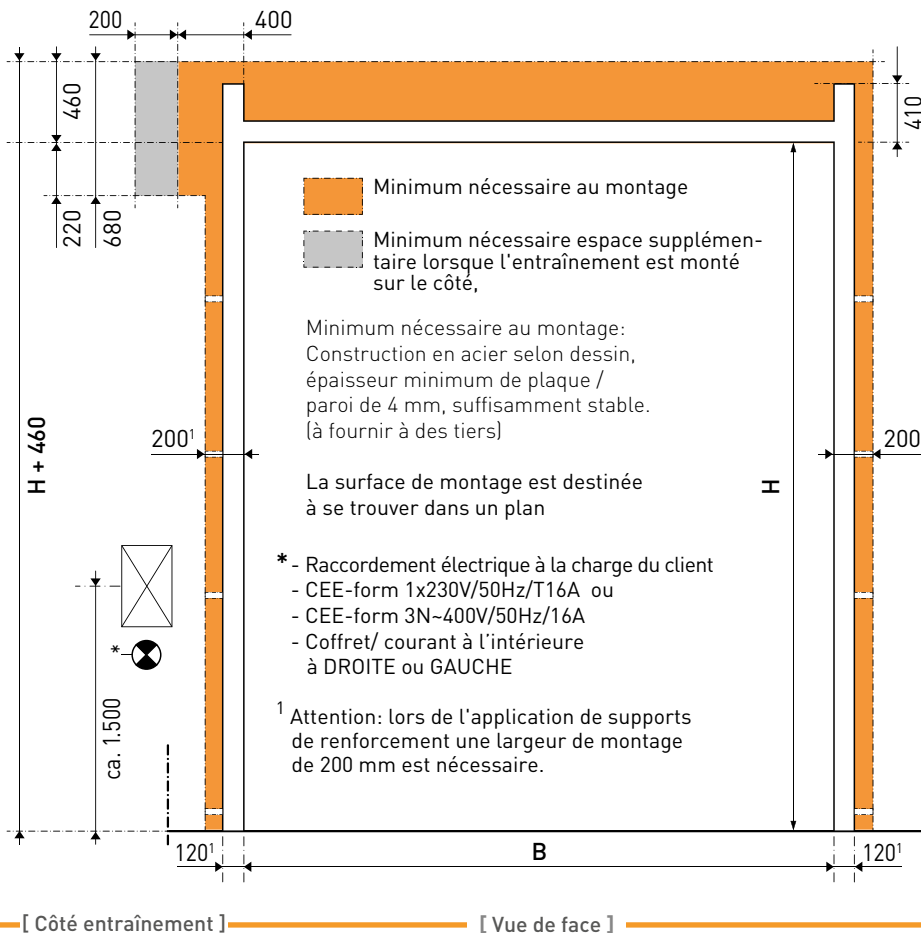 200
400
460
410
220
680
Minimum nécessaire au montage
Minimum nécessaire espace supplémen-
taire lorsque l'entraînement est monté
sur le côté,
Minimum nécessaire au montage:
Construction en acier selon dessin,
épaisseur minimum de plaque /
paroi de 4 mm, suffisamment stable.
(à fournir à des tiers)
H + 460
200¹
200
H
La surface de montage est destinée
à se trouver dans un plan
* - Raccordement électrique à la charge du client
- CEE-form 1x230V/50Hz/T16A ou
- CEE-form 3N~400V/50Hz/16A
- Coffret/ courant à l'intérieure
à DROITE ou GAUCHE
*
ca. 1.500
¹ Attention: lors de l'application de supports
de renforcement une largeur de montage
de 200 mm est nécessaire.
120¹
B
120¹
[ Côté entraînement ]
[ Vue de face ]